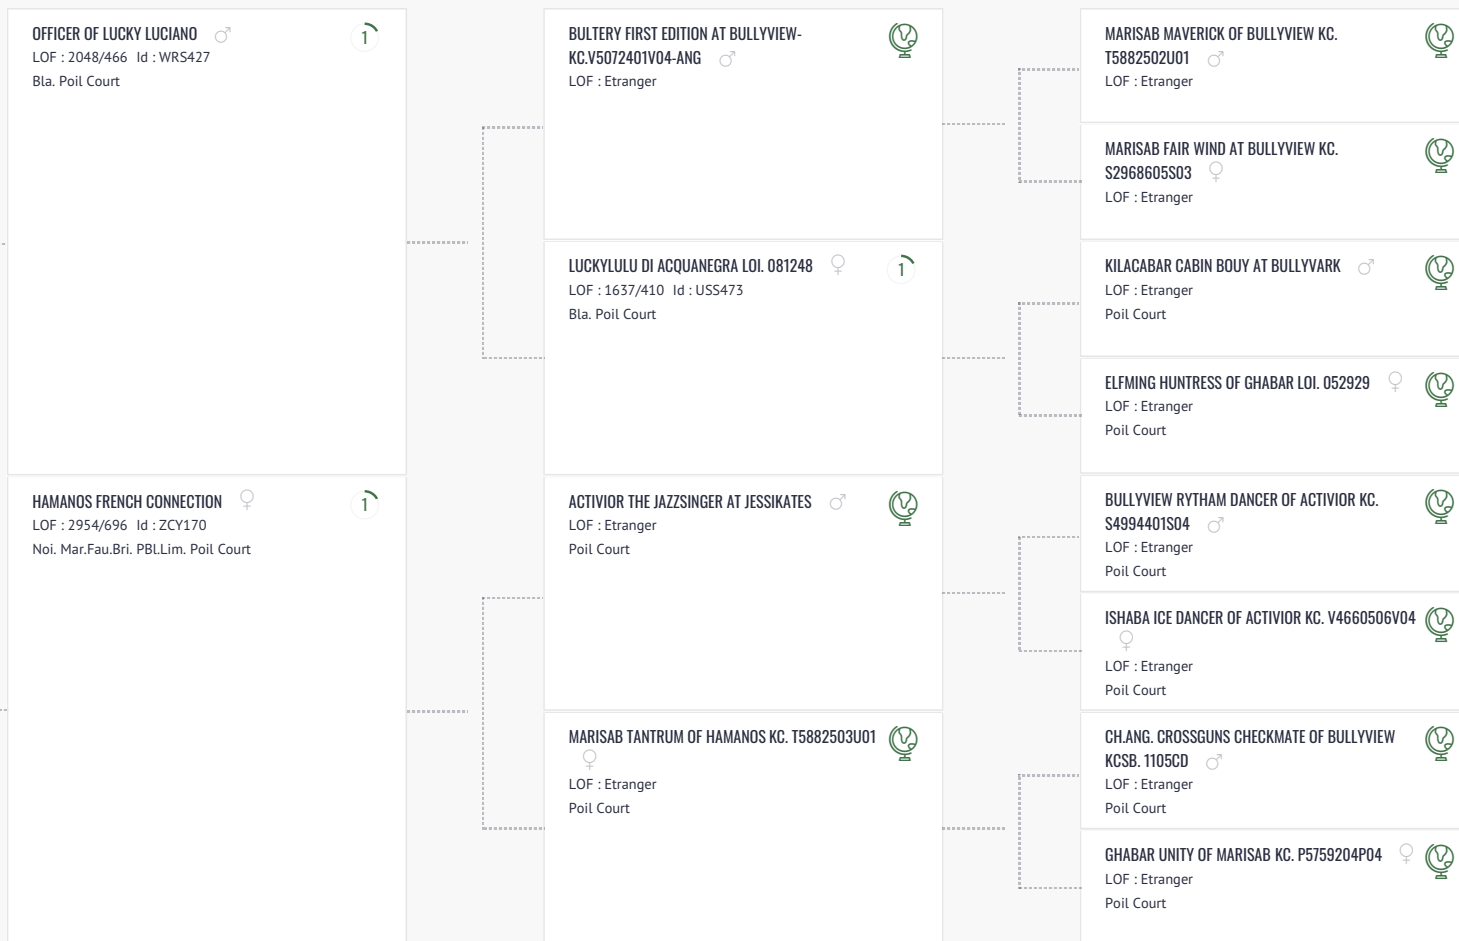 OFFICER OF LUCKY LUCIANO
1
LOF : 2048/466 Id : WRS427
Bla. Poil Court
HAMANOS FRENCH CONNECTION
1
LOF : 2954/696 Id : ZCY170
Noi. Mar.Fau.Bri. PBl.Lim. Poil Court
BULTERY FIRST EDITION AT BULLYVIEW-
KC.V5072401V04-ANG
LOF : Etranger
LUCKYLULU DI ACQUANEGRA LOI. 081248
1
LOF : 1637/410 Id : USS473
Bla. Poil Court
ACTIVIOR THE JAZZSINGER AT JESSIKATES
LOF : Etranger
Poil Court
MARISAB TANTRUM OF HAMANOS KC. T5882503U01
LOF : Etranger
Poil Court
MARISAB MAVERICK OF BULLYVIEW KC.
T5882502U01
LOF : Etranger
MARISAB FAIR WIND AT BULLYVIEW KC.
S2968605S03
LOF : Etranger
KILACABAR CABIN BOUY AT BULLYVARK
LOF : Etranger
Poil Court
ELFMING HUNTRESS OF GHABAR LOI. 052929
LOF : Etranger
Poil Court
BULLYVIEW RYTHAM DANCER OF ACTIVIOR KC.
S4994401S04
LOF : Etranger
Poil Court
ISHABA ICE DANCER OF ACTIVIOR KC. V4660506V04
LOF : Etranger
Poil Court
CH.ANG. CROSSGUNS CHECKMATE OF BULLYVIEW
KCSB. 1105CD
LOF : Etranger
Poil Court
GHABAR UNITY OF MARISAB KC. P5759204P04
LOF : Etranger
Poil Court